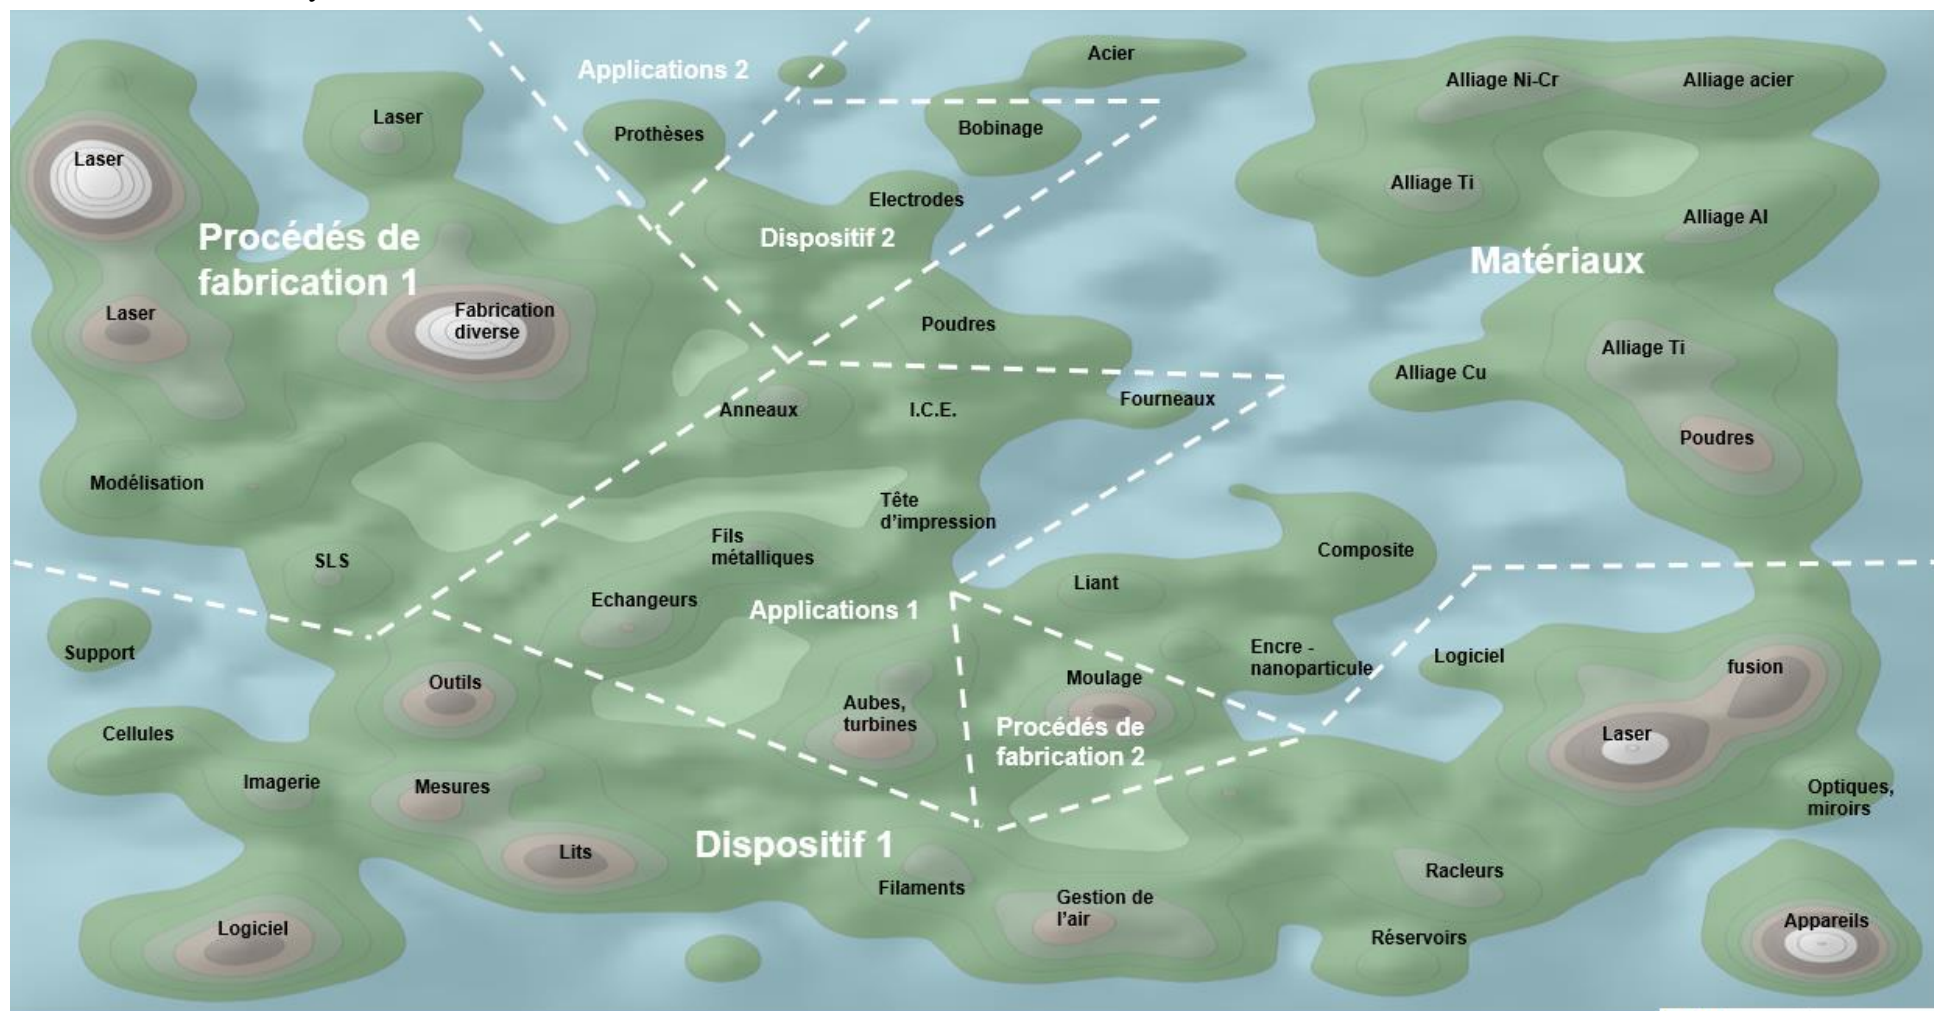 Applications 2
Acier
Alliage Ni-Cr
Alliage acier
Laser
Prothèses
Bobinage
Laser
Alliage Ti
Electrodes
Alliage Al
Procédés de
fabrication 1
Dispositif 2
Matériaux
Laser
Fabrication
diverse
Poudres
Alliage Ti
Alliage Cu
Anneaux
I.C.E.
Fourneaux
Poudres
Modélisation
Tête
d'impression
Fils
métalliques
Composite
SLS
Liant
Echangeurs
Applications 1
Support
Encre -
nanoparticule
Logiciel
fusion
Outils
Moulage
Aubes,
turbines
Cellules
Procédés de
fabrication 2
Laser
Imagerie
Mesures
Optiques,
miroirs
Dispositif 1
Lits
Filaments
Racleurs
Gestion de
l'air
Logiciel
Réservoirs
Appareils